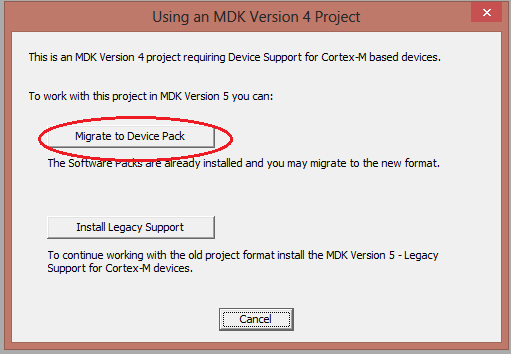 Using an MDK Version 4 Project
This is an MDK Version 4 project requiring Device Support for Cortex-M based devices.
To work with this project in MDK Version 5 you can:
Migrate to Device Pack
The Software Packs are already installed and you may migrate to the new format.
Install Legacy Support
To continue working with the old project format install the MDK Version 5 - Legacy
Support for Cortex-M devices.
Cancel